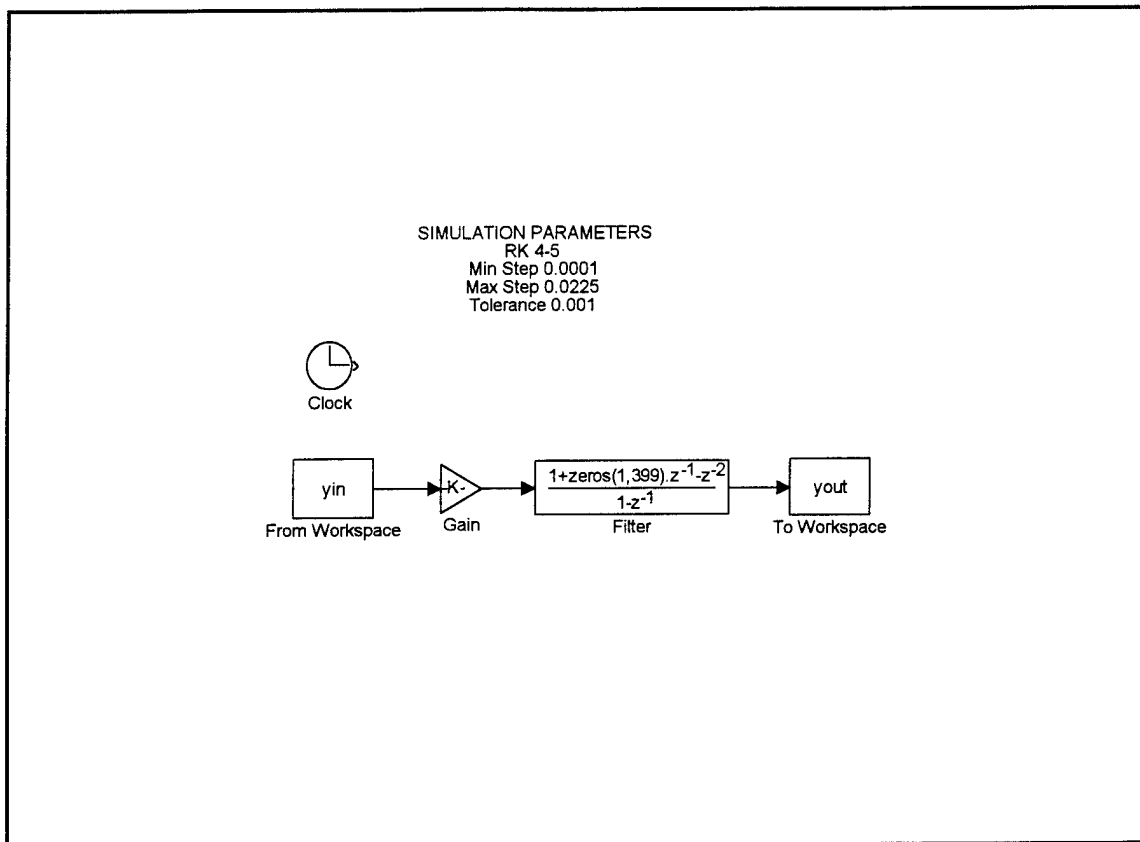 SIMULATION PARAMETERS
RK 4-5
Min Step 0.0001
Max Step 0.0225
Tolerance 0.001
Clock
yin
-K-
1+zeros(1,399).z⁻¹-z⁻²
1-z⁻¹
yout
From Workspace
Gain
Filter
To Workspace